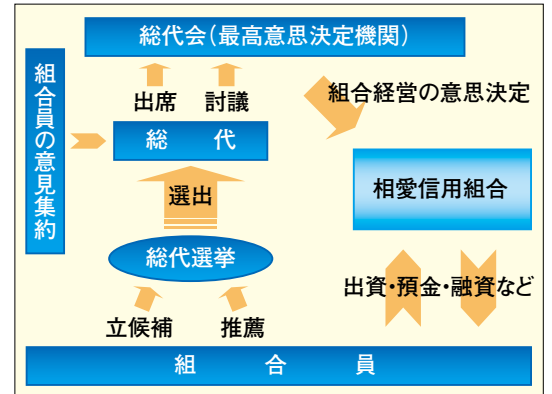 総代会（最高意思決定機関）
組合員の意見集約
出席
討議
組合経営の意思決定
総代
相愛信用組合
選出
総代選挙
出資・預金・融資など
立候補
推薦
組合員